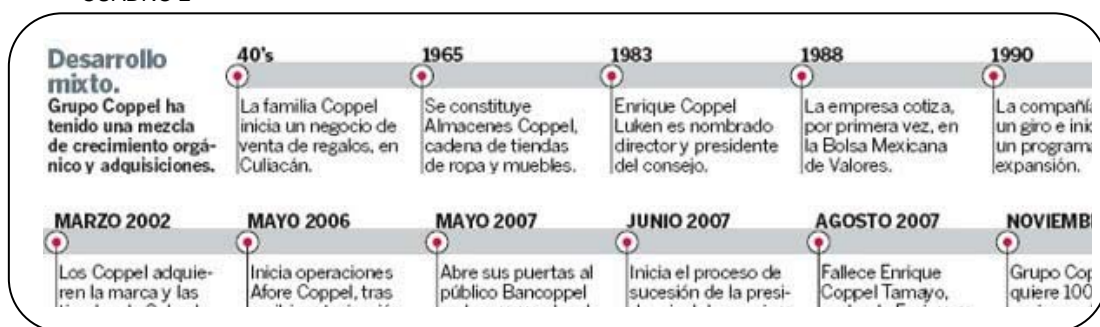 Desarrollo
mixto.
Grupo Coppel ha
tenido una mezcla
de crecimiento orgá-
nico y adquisiciones.
40's
La familia Coppel
inicia un negocio de
venta de regalos, en
Culiacán.
1965
Se constituye
Almacenes Coppel,
cadena de tiendas
de ropa y muebles.
1983
Enrique Coppel
Luken es nombrado
director y presidente
del consejo.
1988
La empresa cotiza,
por primera vez, en
la Bolsa Mexicana
de Valores.
1990
La compañía
un giro e
un programa
expansión.
MARZO 2002
Los Coppel adquie-
ren la marca y las
MAYO 2006
Inicia operaciones
Afore Coppel, tras
MAYO 2007
Abre sus puertas al
público Bancoppel
JUNIO 2007
Inicia el proceso de
sucesión de la presi-
AGOSTO 2007
Fallece Enrique
Coppel Tamayo,
Grupo
quiere 100